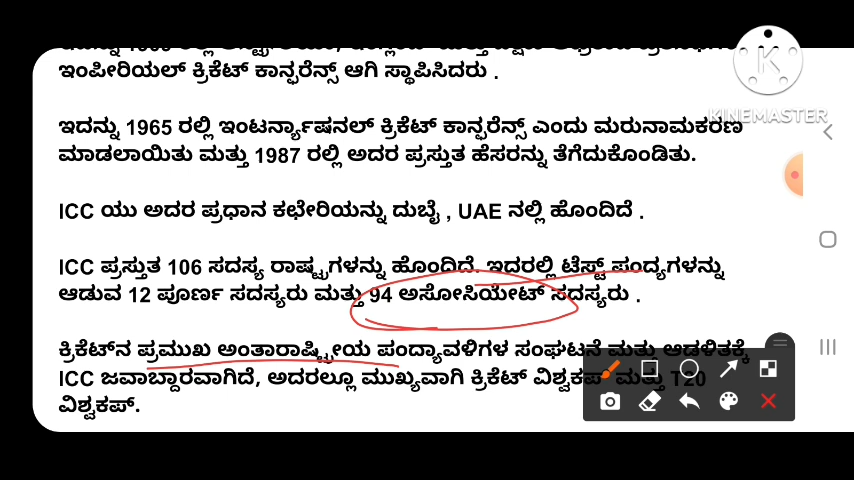 ಇಂಪೀರಿಯಲ್ ಕ್ರಿಕೆಟ್ ಕಾನ್ಫರೆನ್ಸ್ ಆಗಿ ಸ್ಥಾಪಿಸಿದರು .
KINEMASTER
ಇದನ್ನು 1965 ರಲ್ಲಿ ಇಂಟರ್ನ್ಯಾಷನಲ್ ಕ್ರಿಕೆಟ್ ಕಾನ್ಫರೆನ್ಸ್ ಎಂದು ಮರುನಾಮಕರಣ
ಮಾಡಲಾಯಿತು ಮತ್ತು 1987 ರಲ್ಲಿ ಅದರ ಪ್ರಸ್ತುತ ಹೆಸರನ್ನು ತೆಗೆದುಕೊಂಡಿತು.
ICC ಯು ಅದರ ಪ್ರಧಾನ ಕಛೇರಿಯನ್ನು ದುಬೈ , UAE ನಲ್ಲಿ ಹೊಂದಿದೆ .
ICC ಪ್ರಸ್ತುತ 106 ಸದಸ್ಯ ರಾಷ್ಟ್ರಗಳನ್ನು ಹೊಂದಿದೆ. ಇದರಲ್ಲಿ ಟೆಸ್ಟ್ ಪಂದ್ಯಗಳನ್ನು
ಆಡುವ 12 ಪೂರ್ಣ ಸದಸ್ಯರು ಮತ್ತು 94 ಅಸೋಸಿಯೇಟ್ ಸದಸ್ಯರು .
ಕ್ರಿಕೆಟ್‌ನ ಪ್ರಮುಖ ಅಂತಾರಾಷ್ಟ್ರೀಯ ಪಂದ್ಯಾವಳಿಗಳ ಸಂಘಟನೆ ಮತ್ತು ಆಡಳಿತಕ್ಕೆ
ICC ಜವಾಬ್ದಾರವಾಗಿದೆ, ಅದರಲ್ಲೂ ಮುಖ್ಯವಾಗಿ ಕ್ರಿಕೆಟ್ ವಿಶ್ವಕಪ್ ಮತ್ತು T20
ವಿಶ್ವಕಪ್.